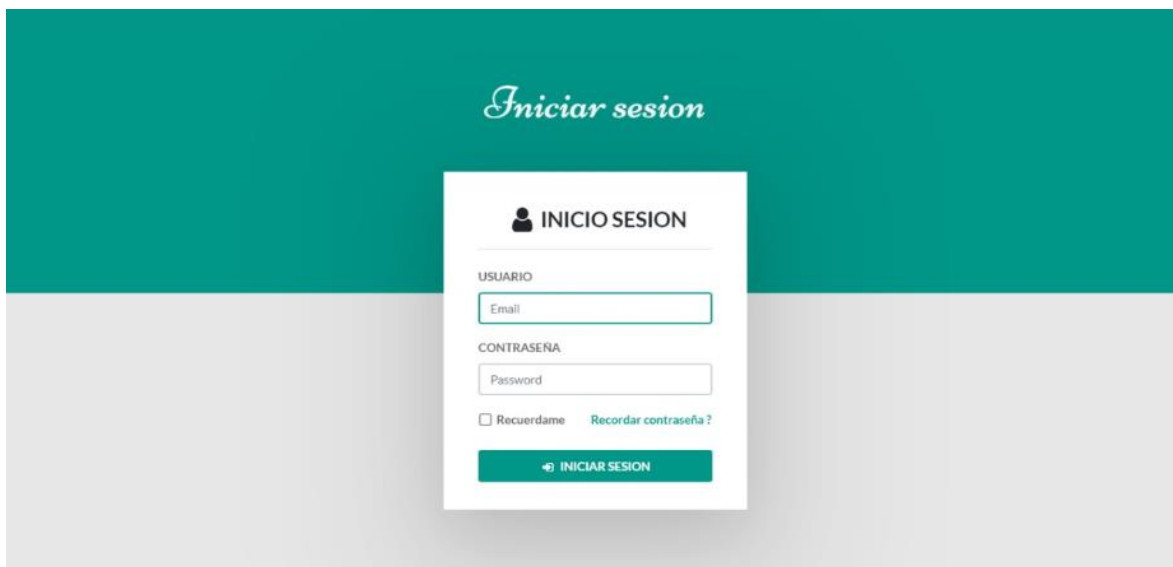 Iniciar sesion
INICIO SESION
USUARIO
Email
CONTRASEÑA
Password
Recuerdame Recordar contraseña ?
INICIAR SESION